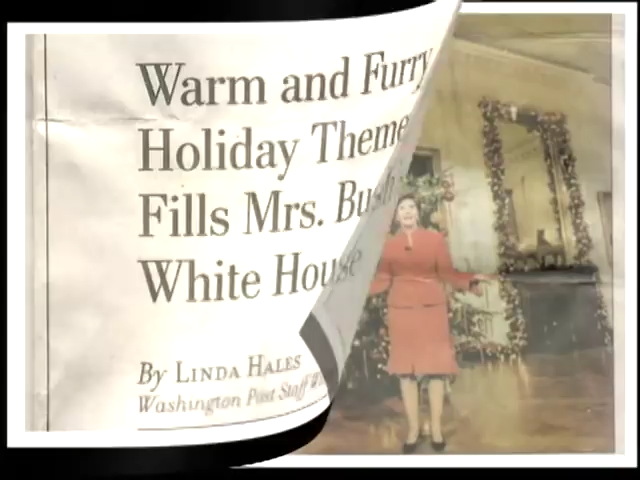 Warm and Furry
Holiday Theme
Fills Mrs. Bush
White House
By LINDA HALES
Washington Post Staff